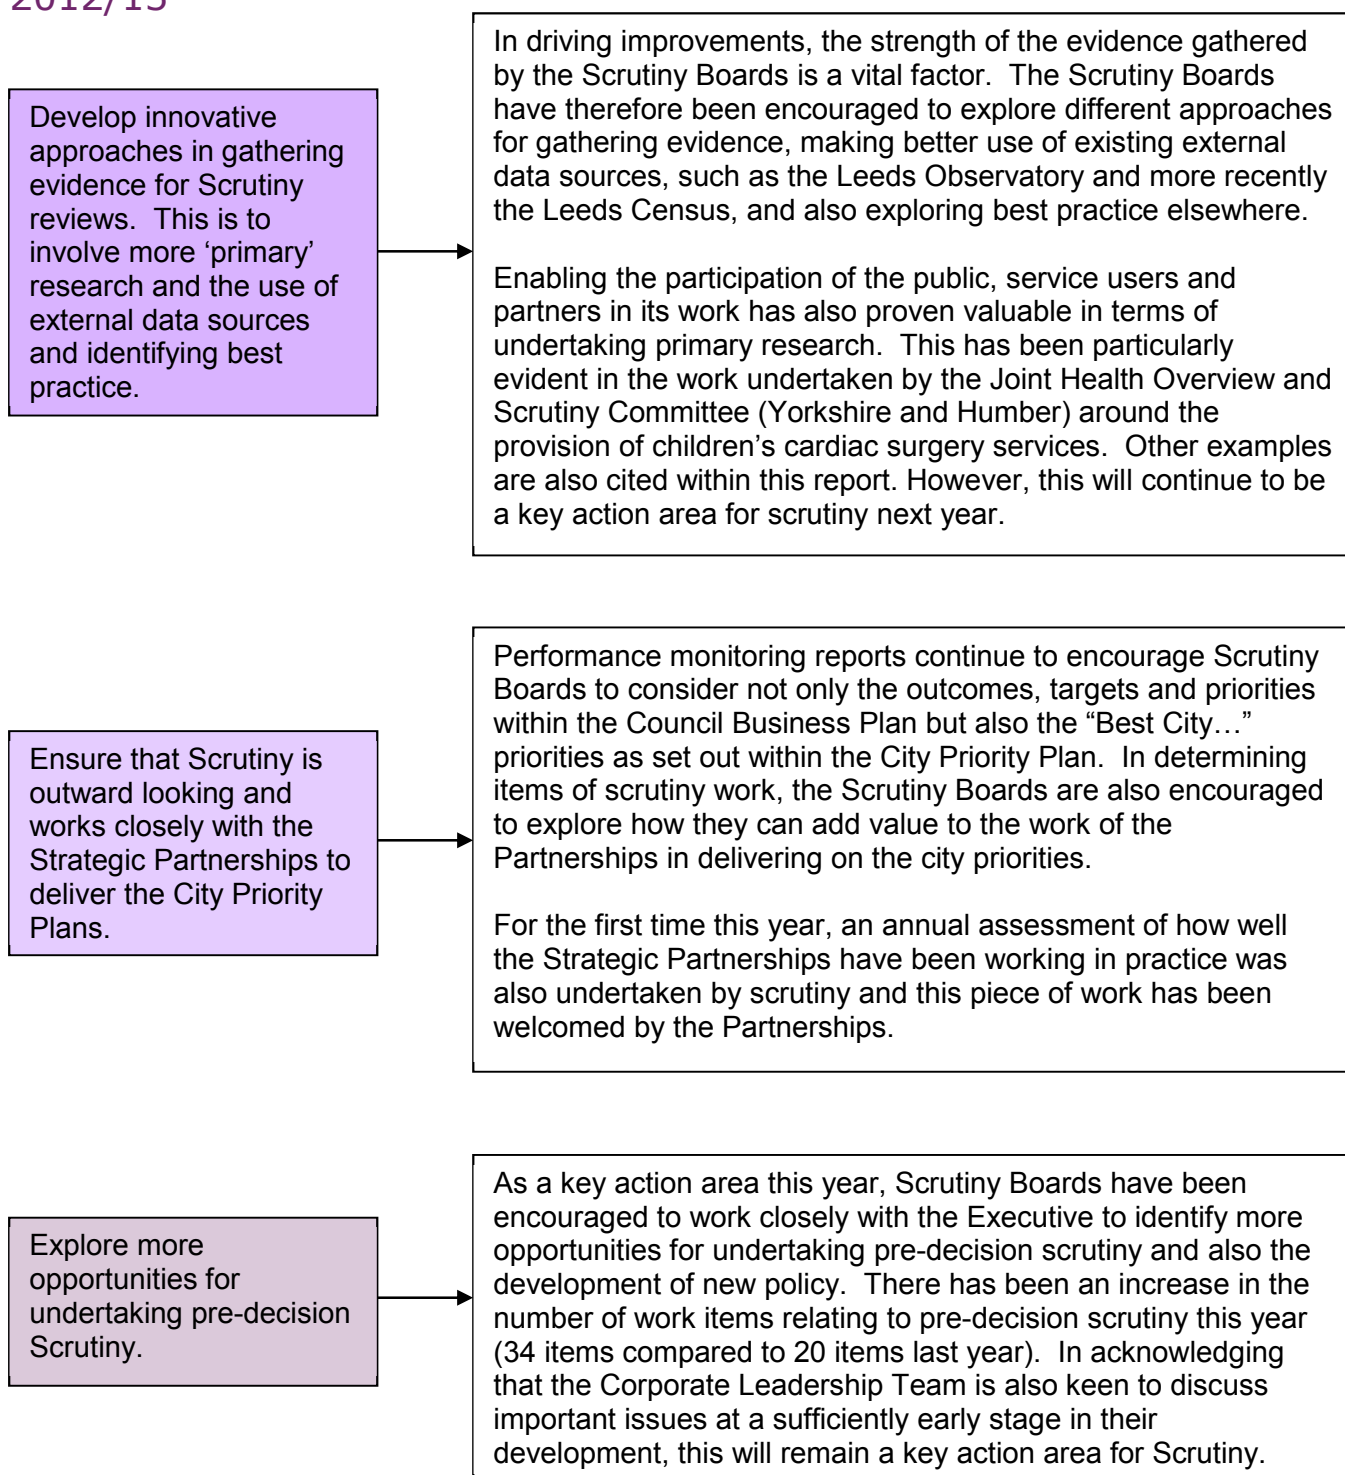 2012/13
Develop innovative
approaches in gathering
evidence for Scrutiny
reviews.  This is to
involve more ‘primary’
research and the use of
external data sources
and identifying best
practice.
In driving improvements, the strength of the evidence gathered
by the Scrutiny Boards is a vital factor.  The Scrutiny Boards
have therefore been encouraged to explore different approaches
for gathering evidence, making better use of existing external
data sources, such as the Leeds Observatory and more recently
the Leeds Census, and also exploring best practice elsewhere.
Enabling the participation of the public, service users and
partners in its work has also proven valuable in terms of
undertaking primary research.  This has been particularly
evident in the work undertaken by the Joint Health Overview and
Scrutiny Committee (Yorkshire and Humber) around the
provision of children’s cardiac surgery services.  Other examples
are also cited within this report. However, this will continue to be
a key action area for scrutiny next year.
Ensure that Scrutiny is
outward looking and
works closely with the
Strategic Partnerships to
deliver the City Priority
Plans.
Performance monitoring reports continue to encourage Scrutiny
Boards to consider not only the outcomes, targets and priorities
within the Council Business Plan but also the “Best City…”
priorities as set out within the City Priority Plan.  In determining
items of scrutiny work, the Scrutiny Boards are also encouraged
to explore how they can add value to the work of the
Partnerships in delivering on the city priorities.
For the first time this year, an annual assessment of how well
the Strategic Partnerships have been working in practice was
also undertaken by scrutiny and this piece of work has been
welcomed by the Partnerships.
Explore more
opportunities for
undertaking pre-decision
Scrutiny.
As a key action area this year, Scrutiny Boards have been
encouraged to work closely with the Executive to identify more
opportunities for undertaking pre-decision scrutiny and also the
development of new policy.  There has been an increase in the
number of work items relating to pre-decision scrutiny this year
(34 items compared to 20 items last year).  In acknowledging
that the Corporate Leadership Team is also keen to discuss
important issues at a sufficiently early stage in their
development, this will remain a key action area for Scrutiny.